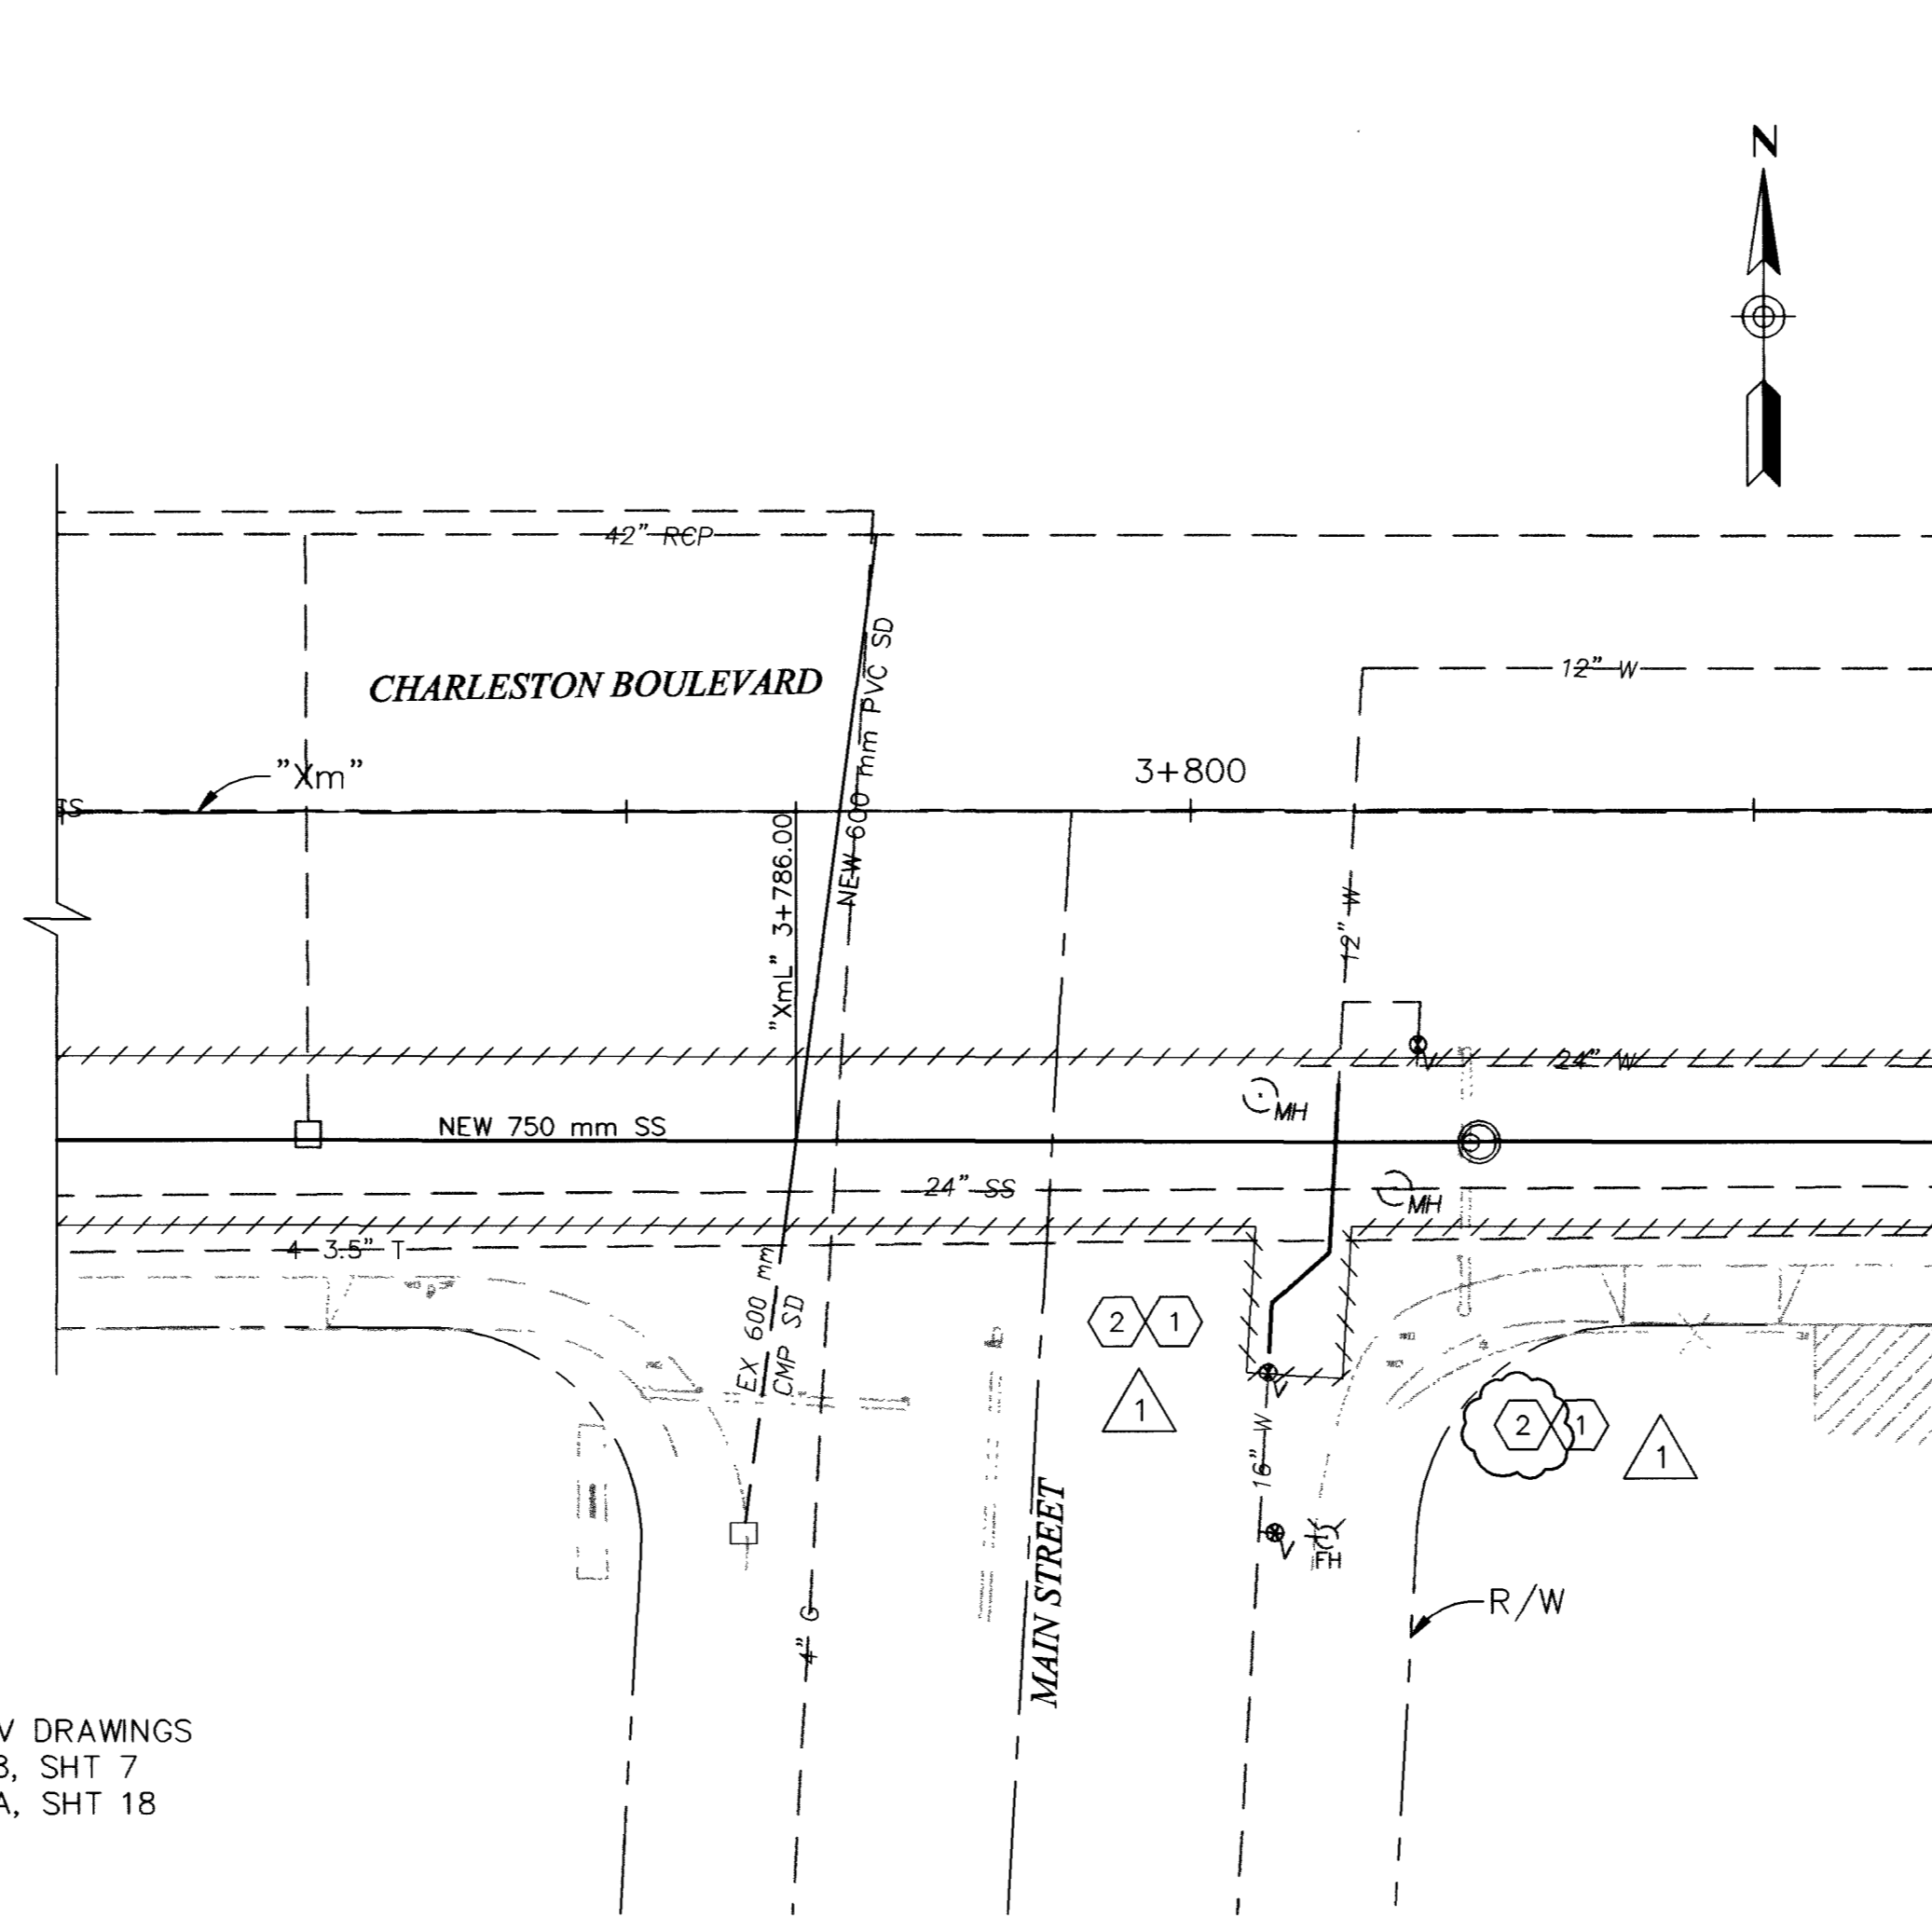 N
42" RCP
CHARLESTON BOULEVARD
NEW 600 mm PVC SD
12" W
"Xm"
3+800
SS
"XmL" 3+786.00
12" W
24" W
V
MH
NEW 750 mm SS
24" SS
MH
4-3.5" T
EX 600 mm
CMP SD
2 1
1
V
16" W
2 1
1
V
FH
MAIN STREET
R/W
4" G
V DRAWINGS
, SHT 7
A, SHT 18